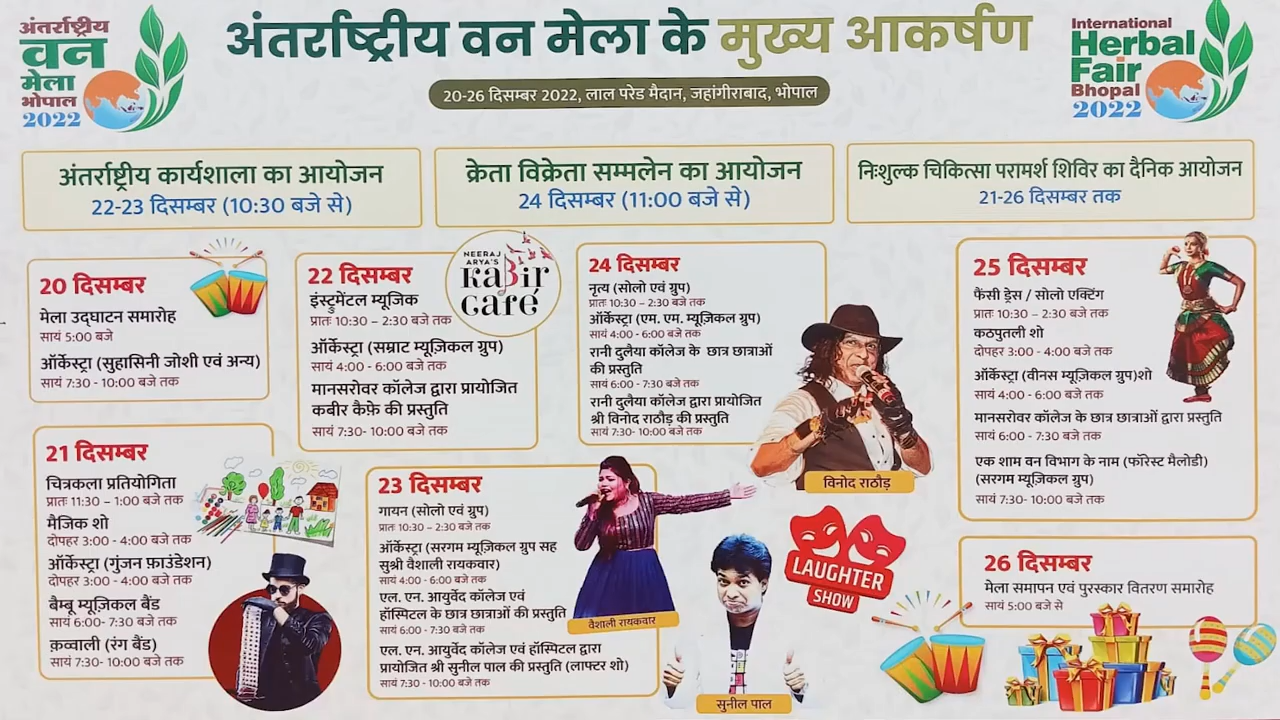 अंतर्राष्ट्रीय
वन
मेला
भोपाल
2022
अंतर्राष्ट्रीय वन मेला के मुख्य आकर्षण
20-26 दिसम्बर 2022, लाल परेड मैदान, जहांगीराबाद, भोपाल
International
Herbal
Fair
Bhopal
2022
अंतर्राष्ट्रीय कार्यशाला का आयोजन
22-23 दिसम्बर (10:30 बजे से)
क्रेता विक्रेता सम्मलेन का आयोजन
24 दिसम्बर (11:00 बजे से)
निःशुल्क चिकित्सा परामर्श शिविर का दैनिक आयोजन
21-26 दिसम्बर तक
20 दिसम्बर
मेला उद्घाटन समारोह
सायं 5:00 बजे
ऑर्केस्ट्रा (सुहासिनी जोशी एवं अन्य)
सायं 7:30 - 10:00 बजे तक
21 दिसम्बर
चित्रकला प्रतियोगिता
प्रातः 11:30 – 1:00 बजे तक
मैजिक शो
दोपहर 3:00 - 4:00 बजे तक
ऑर्केस्ट्रा (गुंजन फ़ाउंडेशन)
दोपहर 3:00 - 4:00 बजे तक
बैम्बू म्यूज़िकल बैंड
सायं 6:00- 7:30 बजे तक
क़व्वाली (रंग बैंड)
सायं 7:30- 10:00 बजे तक
22 दिसम्बर
इंस्ट्रुमेंटल म्यूजिक
प्रातः 10:30 – 2:30 बजे तक
ऑर्केस्ट्रा (सम्राट म्यूज़िकल ग्रुप)
सायं 4:00 - 6:00 बजे तक
मानसरोवर कॉलेज द्वारा प्रायोजित
कबीर कैफ़े की प्रस्तुति
सायं 7:30- 10:00 बजे तक
NEERAJ
ARYA'S
KaBir
café
23 दिसम्बर
गायन (सोलो एवं ग्रुप)
प्रातः 10:30 – 2:30 बजे तक
ऑर्केस्ट्रा (सरगम म्यूज़िकल ग्रुप सह
सुश्री वैशाली रायकवार)
सायं 4:00 - 6:00 बजे तक
एल. एन. आयुर्वेद कॉलेज एवं
हॉस्पिटल के छात्र छात्राओं की प्रस्तुति
सायं 6:00 - 7:30 बजे तक
एल. एन. आयुर्वेद कॉलेज एवं हॉस्पिटल द्वारा
प्रायोजित श्री सुनील पाल की प्रस्तुति (लाफ्टर शो)
सायं 7:30 - 10:00 बजे तक
वैशाली रायकवार
24 दिसम्बर
नृत्य (सोलो एवं ग्रुप)
प्रातः 10:30 – 2:30 बजे तक
ऑर्केस्ट्रा (एम. एम. म्यूज़िकल ग्रुप)
सायं 4:00 - 6:00 बजे तक
रानी दुलैया कॉलेज के छात्र छात्राओं
की प्रस्तुति
सायं 6:00 - 7:30 बजे तक
रानी दुलैया कॉलेज द्वारा प्रायोजित
श्री विनोद राठौड़ की प्रस्तुति
सायं 7:30- 10:00 बजे तक
विनोद राठौड़
LAUGHTER
SHOW
सुनील पाल
25 दिसम्बर
फैंसी ड्रेस / सोलो एक्टिंग
प्रातः 10:30 – 2:30 बजे तक
कठपुतली शो
दोपहर 3:00 - 04:00 बजे तक
ऑर्केस्ट्रा (वीनस म्यूज़िकल ग्रुप)शो
सायं 4:00 - 6:00 बजे तक
मानसरोवर कॉलेज के छात्र छात्राओं द्वारा प्रस्तुति
सायं 6:00 - 7:30 बजे तक
एक शाम वन विभाग के नाम (फॉरेस्ट मैलोडी)
(सरगम म्यूज़िकल ग्रुप)
सायं 7:30- 10:00 बजे तक
26 दिसम्बर
मेला समापन एवं पुरस्कार वितरण समारोह
सायं 5:00 बजे से